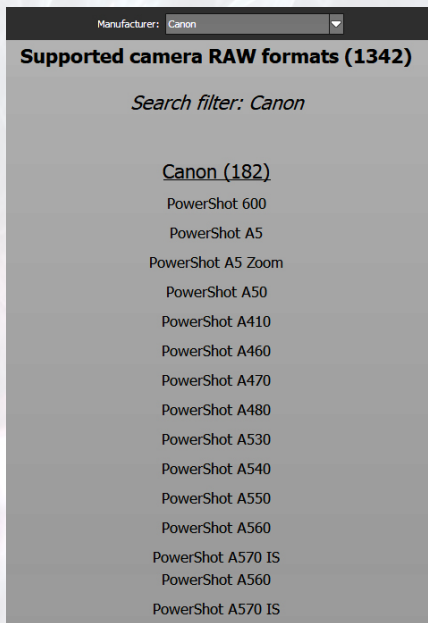 Manufacturer: Canon
Supported camera RAW formats (1342)
Search filter: Canon
Canon (182)
PowerShot 600
PowerShot A5
PowerShot A5 Zoom
PowerShot A50
PowerShot A410
PowerShot A460
PowerShot A470
PowerShot A480
PowerShot A530
PowerShot A540
PowerShot A550
PowerShot A560
PowerShot A570 IS
PowerShot A560
PowerShot A570 IS